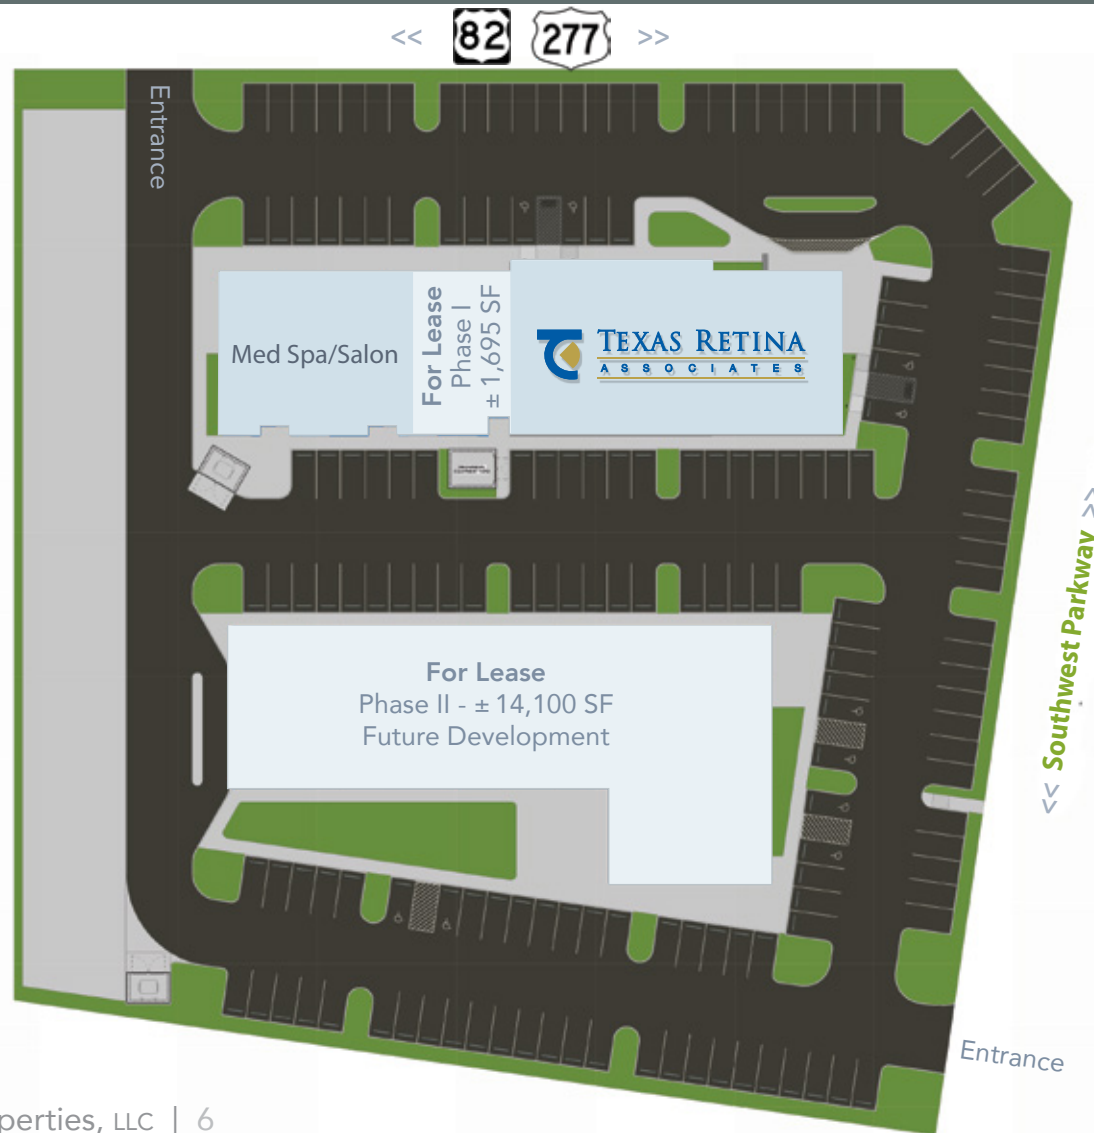 << 82 277 >>
Entrance
Med Spa/Salon
For Lease
Phase I
± 1,695 SF
TEXAS RETINA
ASSOCIATES
<< Southwest Parkway >>
For Lease
Phase II - ± 14,100 SF
Future Development
Entrance
perties, LLC | 6